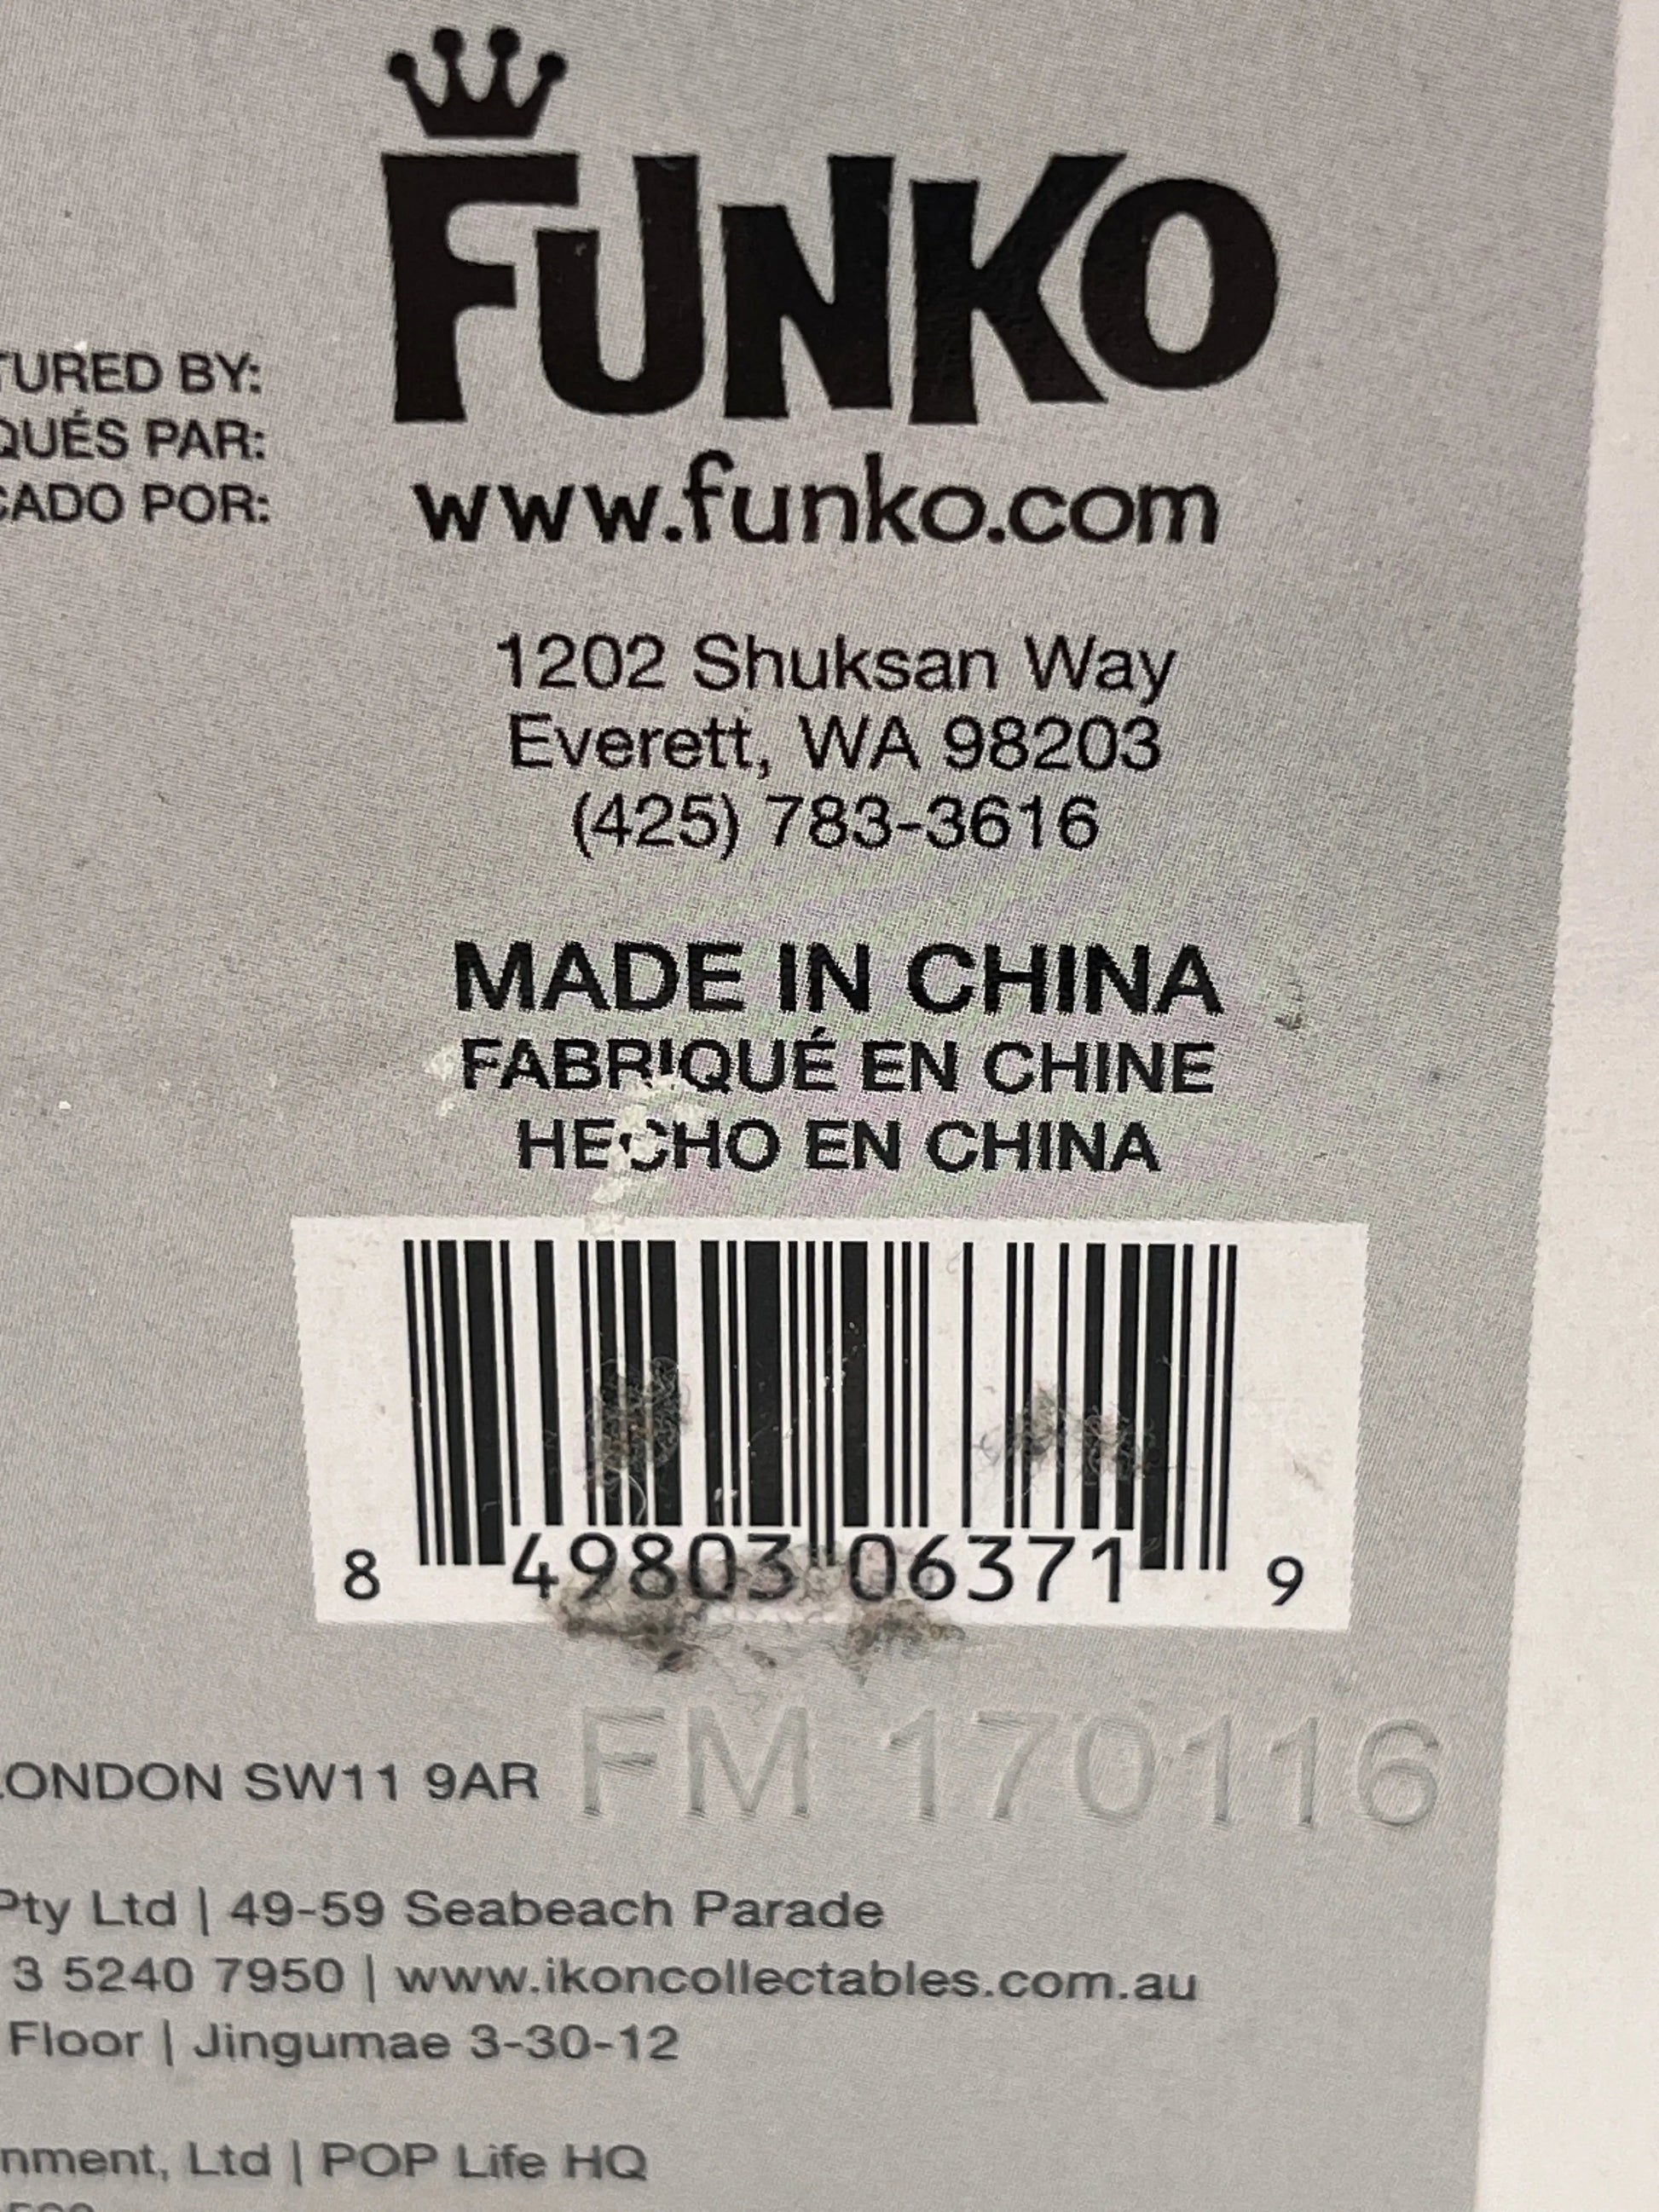 FUNKO
TURED BY:
QUÉS PAR:
CADO POR:
www.funko.com
1202 Shuksan Way
Everett, WA 98203
(425) 783-3616
MADE IN CHINA
FABRIQUÉ EN CHINE
HECHO EN CHINA
8 49803 06371 9
FM 170116
LONDON SW11 9AR
Pty Ltd | 49-59 Seabeach Parade
3 5240 7950 | www.ikoncollectables.com.au
Floor | Jingumae 3-30-12
nment, Ltd | POP Life HQ